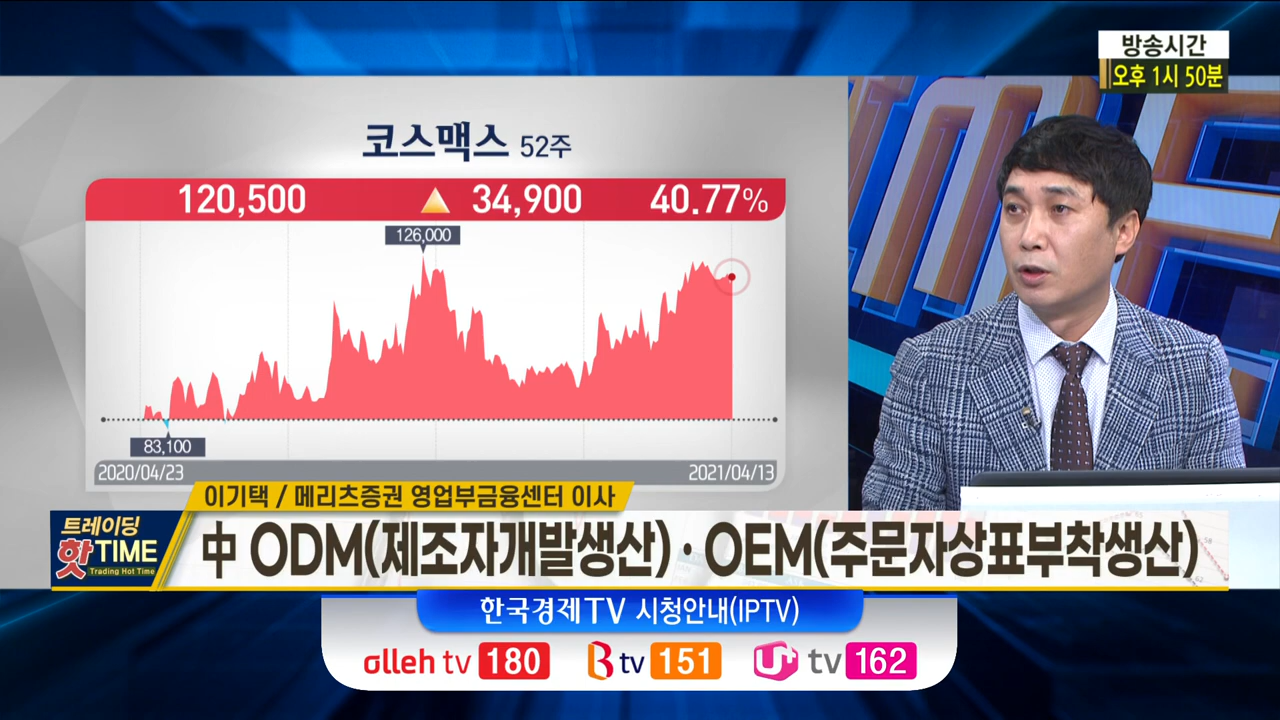 방송시간
오후 1시 50분
코스맥스 52주
120,500 ▲ 34,900 40.77%
126,000
83,100
2020/04/23 2021/04/13
이기택 / 메리츠증권 영업부금융센터 이사
트레이딩
핫TIME
Trading Hot Time
中 ODM(제조자개발생산)·OEM(주문자상표부착생산)
한국경제TV 시청안내(IPTV)
olleh tv 180 B tv 151 U+ tv 162